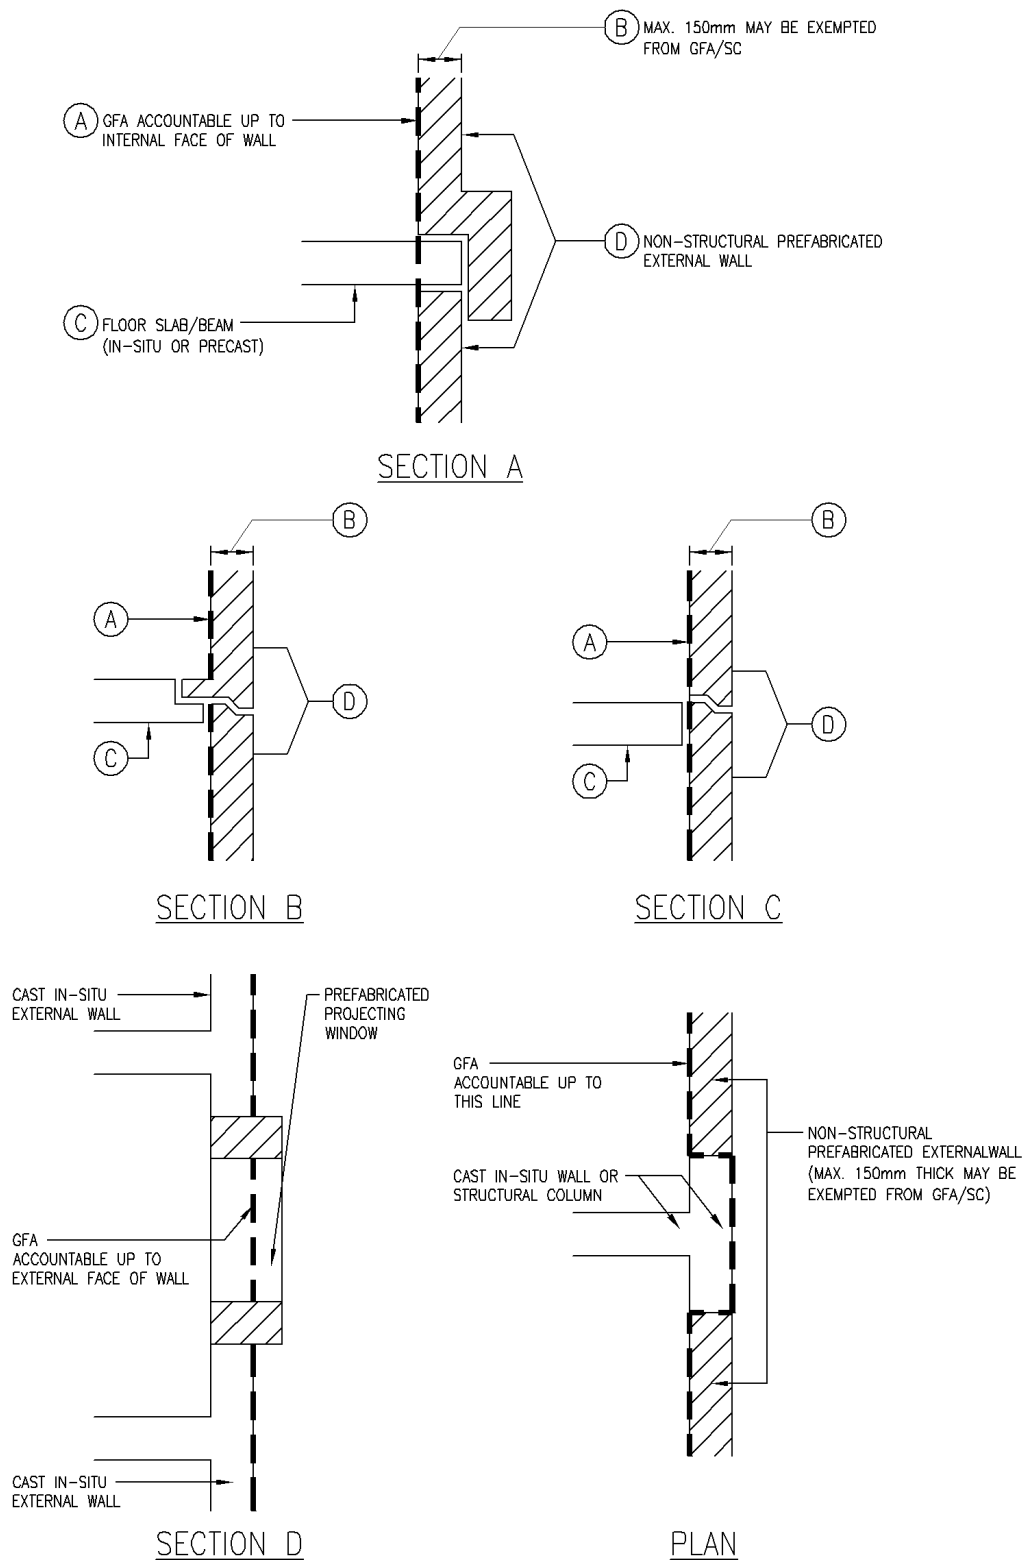 B MAX. 150mm MAY BE EXEMPTED
FROM GFA/SC
A GFA ACCOUNTABLE UP TO
INTERNAL FACE OF WALL
D NON-STRUCTURAL PREFABRICATED
EXTERNAL WALL
C FLOOR SLAB/BEAM
(IN-SITU OR PRECAST)
SECTION A
B
A
D
C
SECTION B
B
A
D
C
SECTION C
CAST IN-SITU
EXTERNAL WALL
PREFABRICATED
PROJECTING
WINDOW
GFA
ACCOUNTABLE UP TO
EXTERNAL FACE OF WALL
CAST IN-SITU
EXTERNAL WALL
SECTION D
GFA
ACCOUNTABLE UP TO
THIS LINE
NON-STRUCTURAL
PREFABRICATED EXTERNALWALL
(MAX. 150mm THICK MAY BE
EXEMPTED FROM GFA/SC)
CAST IN-SITU WALL OR
STRUCTURAL COLUMN
PLAN